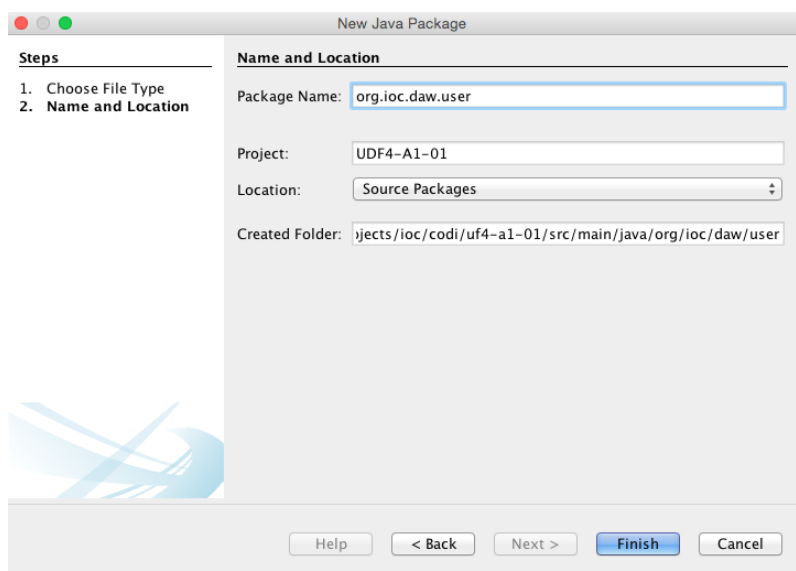 New Java Package
Steps
1. Choose File Type
2. Name and Location
Name and Location
Package Name: org.ioc.daw.user
Project: UDF4-A1-01
Location: Source Packages
Created Folder: jects/ioc/codi/uf4-a1-01/src/main/java/org/ioc/daw/user
Help < Back Next > Finish Cancel